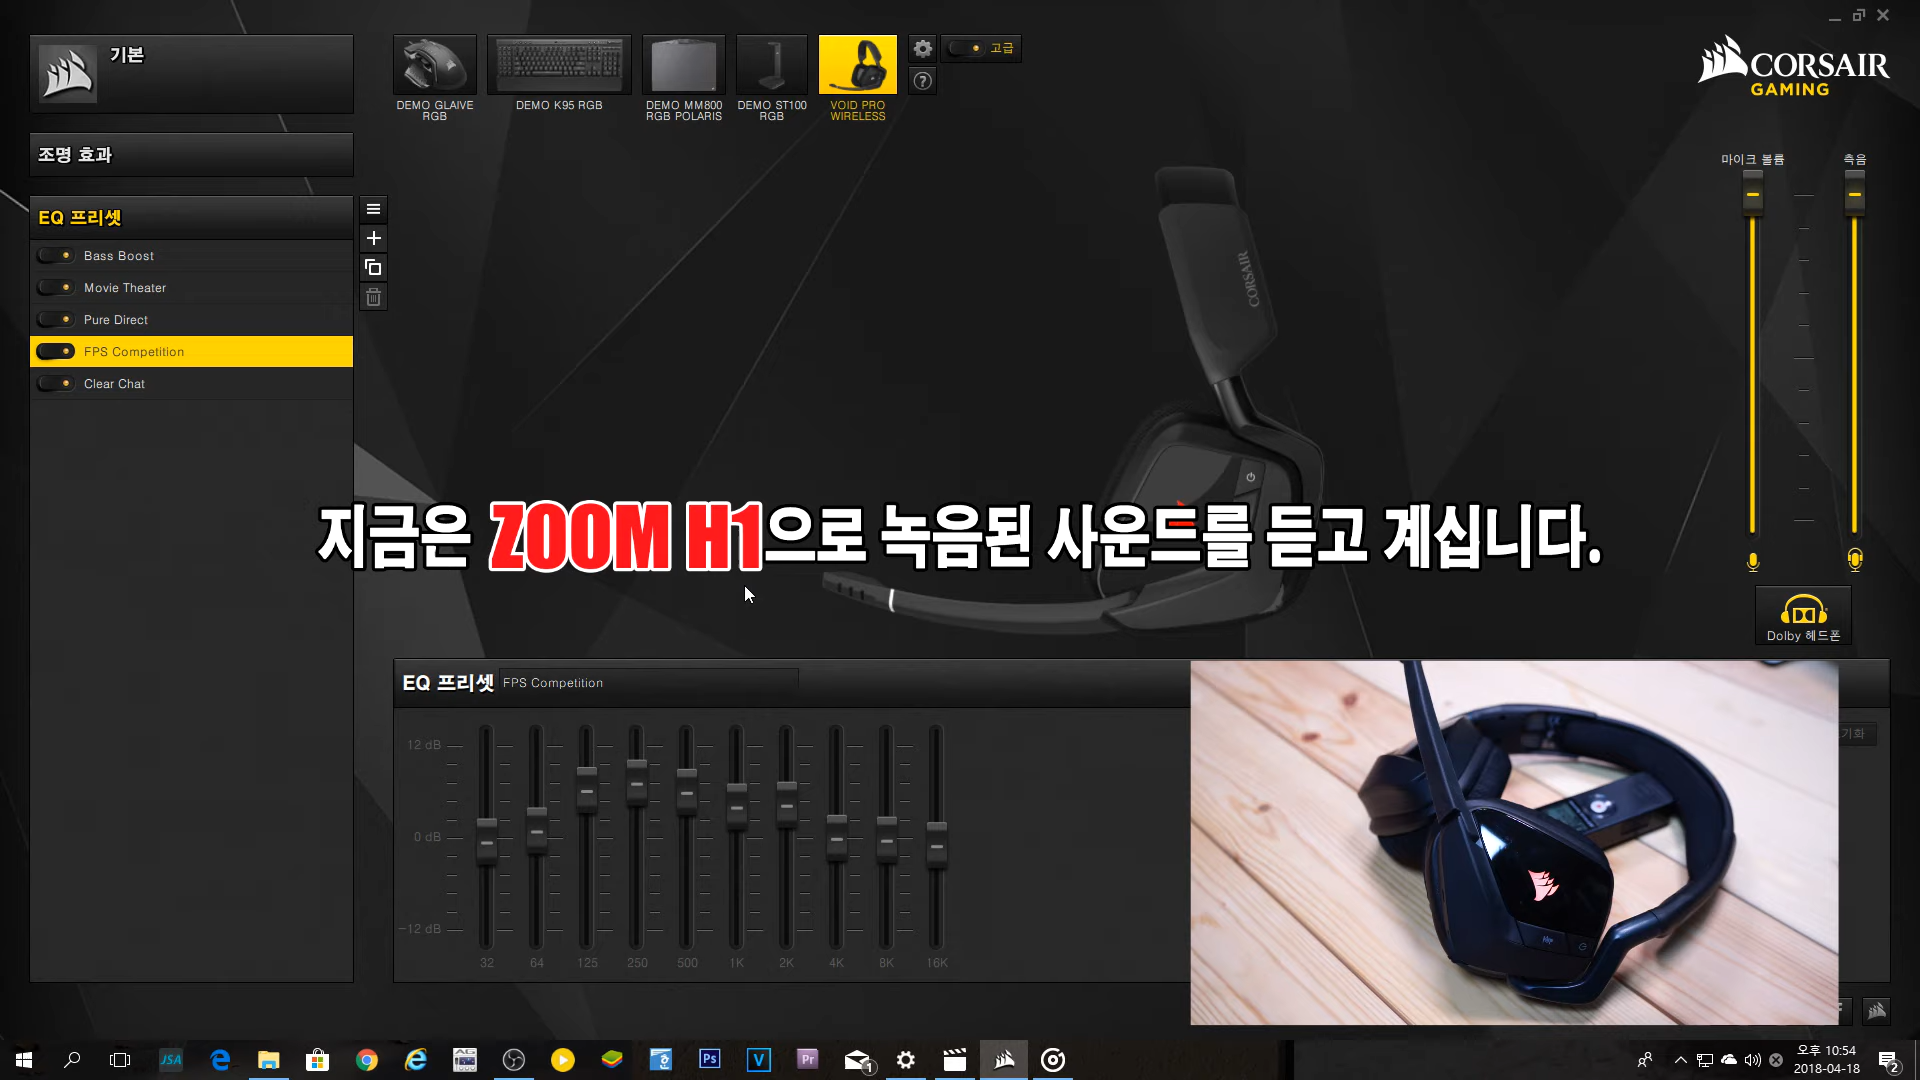 기본
고급
CORSAIR
GAMING
DEMO GLAIVE
RGB
DEMO K95 RGB
DEMO MM800
RGB POLARIS
DEMO ST100
RGB
VOID PRO
WIRELESS
조명 효과
마이크 볼륨
측음
EQ 프리셋
Bass Boost
Movie Theater
Pure Direct
FPS Competition
Clear Chat
CORSAIR
지금은 ZOOM H1으로 녹음된 사운드를 듣고 계십니다.
Dolby 헤드폰
EQ 프리셋 FPS Competition
12 dB
0 dB
-12 dB
32 64 125 250 500 1K 2K 4K 8K 16K
JSA
Ps
V
Pr
1
오후 10:54
2018-04-18
2